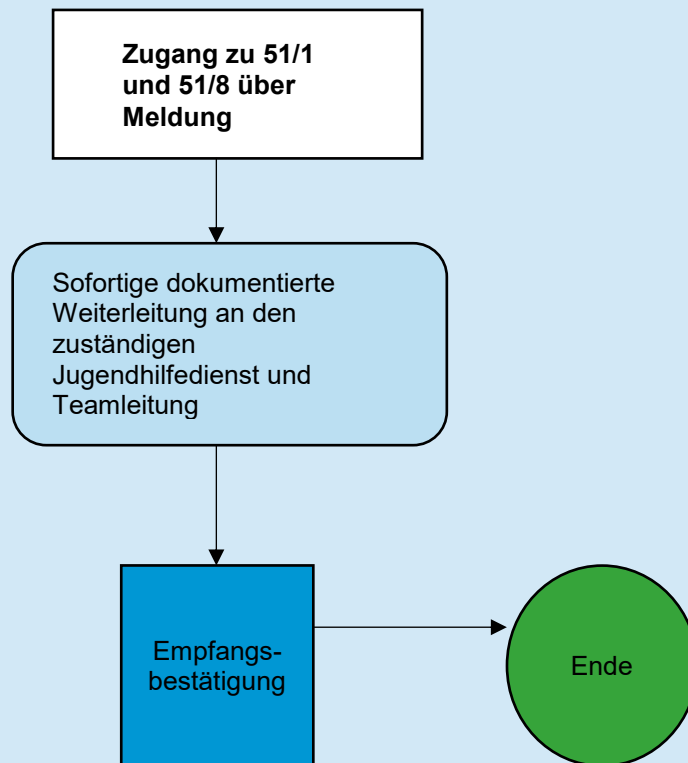 Zugang zu 51/1
und 51/8 über
Meldung
Sofortige dokumentierte
Weiterleitung an den
zuständigen
Jugendhilfedienst und
Teamleitung
Empfangs-
bestätigung
Ende